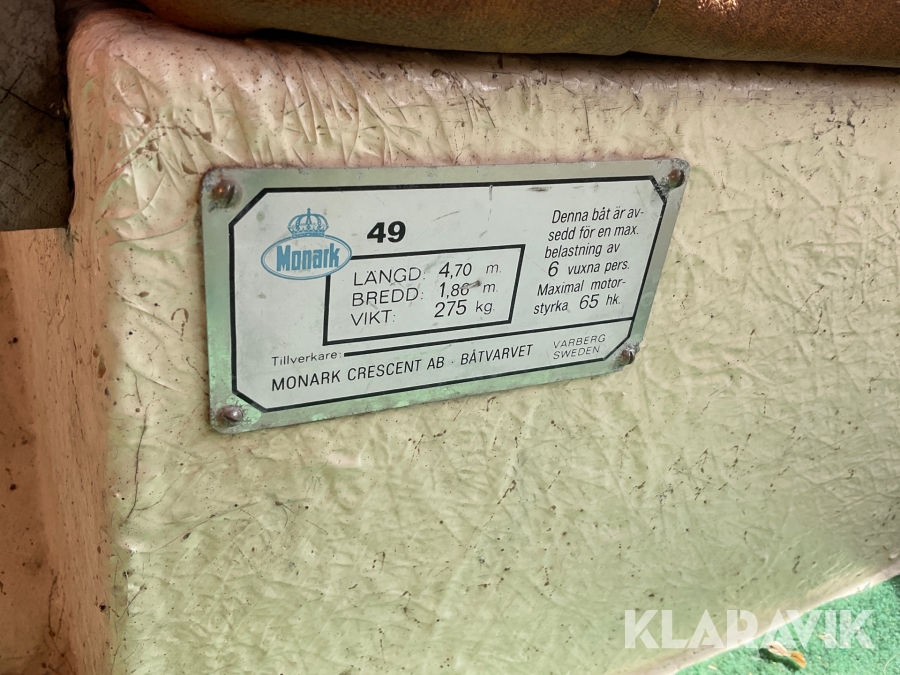 Monark
49
LÄNGD: 4,70 m.
BREDD: 1,86 m.
VIKT: 275 kg.
Denna båt är av-
sedd för en max.
belastning av
6 vuxna pers.
Maximal motor-
styrka 65 hk.
Tillverkare:
MONARK CRESCENT AB · BÅTVARVET
VARBERG
SWEDEN
KLARAVIK